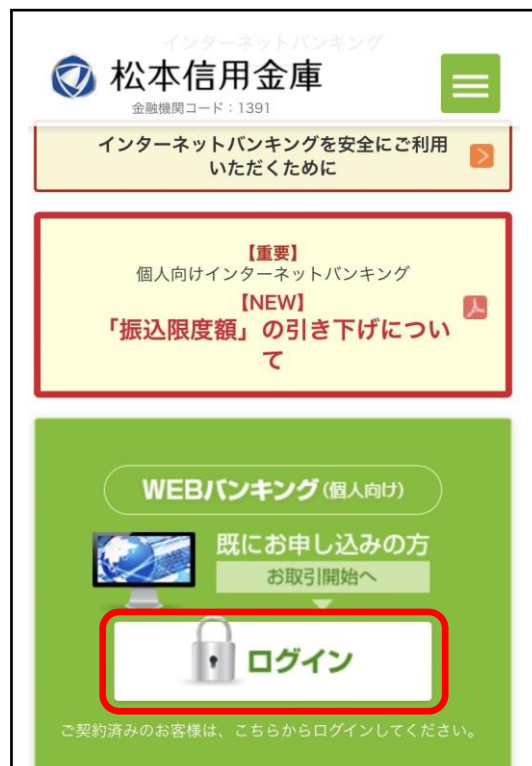 インターネットバンキング
松本信用金庫
金融機関コード：1391
インターネットバンキングを安全にご利用
いただくために
【重要】
個人向けインターネットバンキング
【NEW】
「振込限度額」の引き下げについ
て
WEBバンキング（個人向け）
既にお申し込みの方
お取引開始へ
ログイン
ご契約済みのお客様は、こちらからログインしてください。